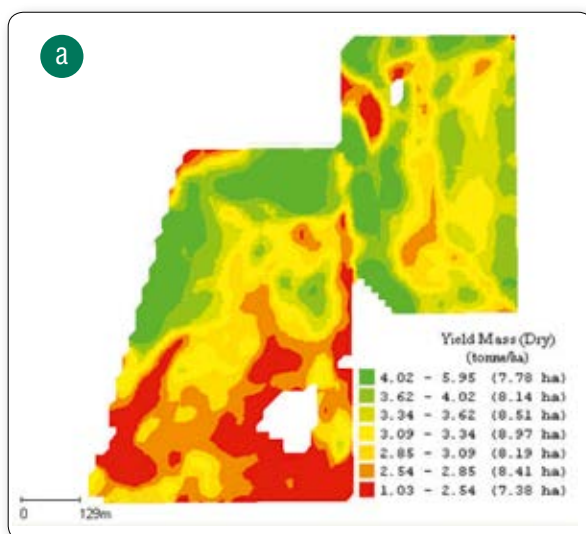 a
Yield Mass (Dry)
(tonne/ha)
4.02 - 5.95 (7.78 ha)
3.62 - 4.02 (8.14 ha)
3.34 - 3.62 (8.51 ha)
3.09 - 3.34 (8.97 ha)
2.85 - 3.09 (8.19 ha)
2.54 - 2.85 (8.41 ha)
1.03 - 2.54 (7.38 ha)
0 129m